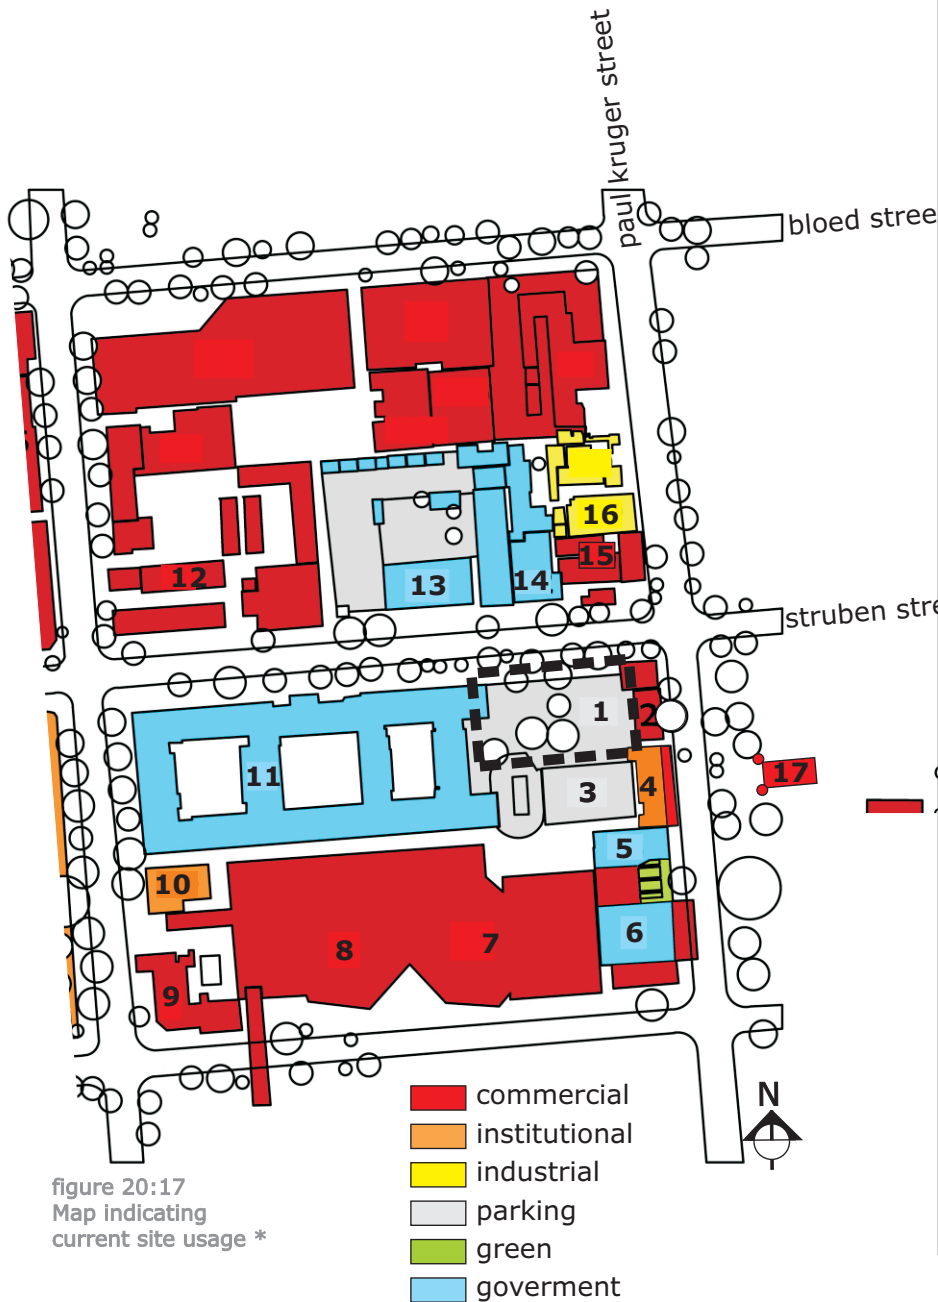 paul kruger street
bloed stree
16
15
12
13
14
struben stre
1
2
17
11
3
4
5
10
6
8
7
9
commercial
N
institutional
industrial
figure 20:17
Map indicating
current site usage *
parking
green
goverment